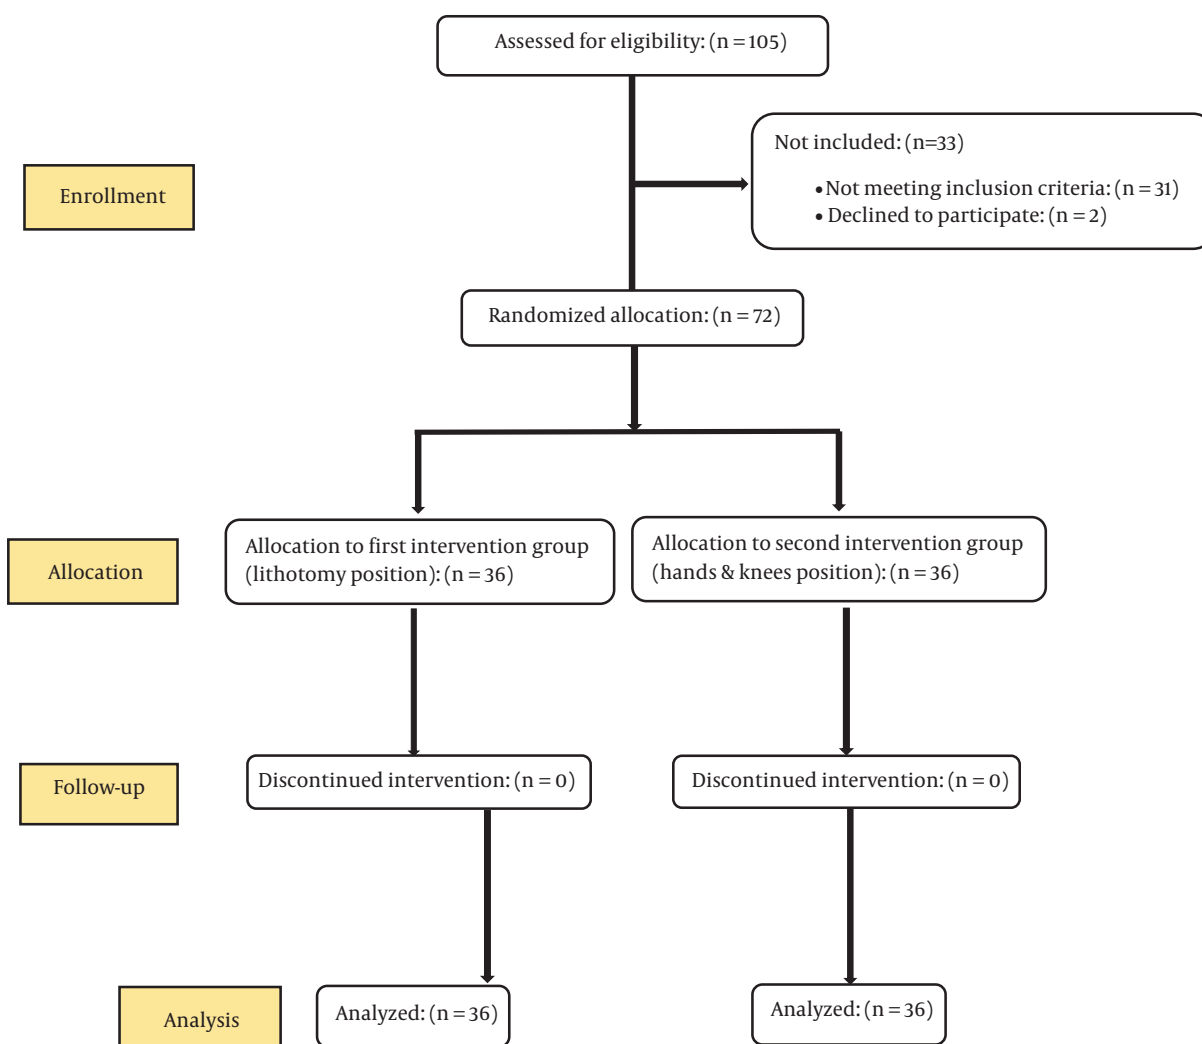 Assessed for eligibility: (n = 105)
Not included: (n=33)
• Not meeting inclusion criteria: (n = 31)
• Declined to participate: (n = 2)
Enrollment
Randomized allocation: (n = 72)
Allocation
Allocation to first intervention group
(lithotomy position): (n = 36)
Allocation to second intervention group
(hands & knees position): (n = 36)
Follow-up
Discontinued intervention: (n = 0)
Discontinued intervention: (n = 0)
Analysis
Analyzed: (n = 36)
Analyzed: (n = 36)